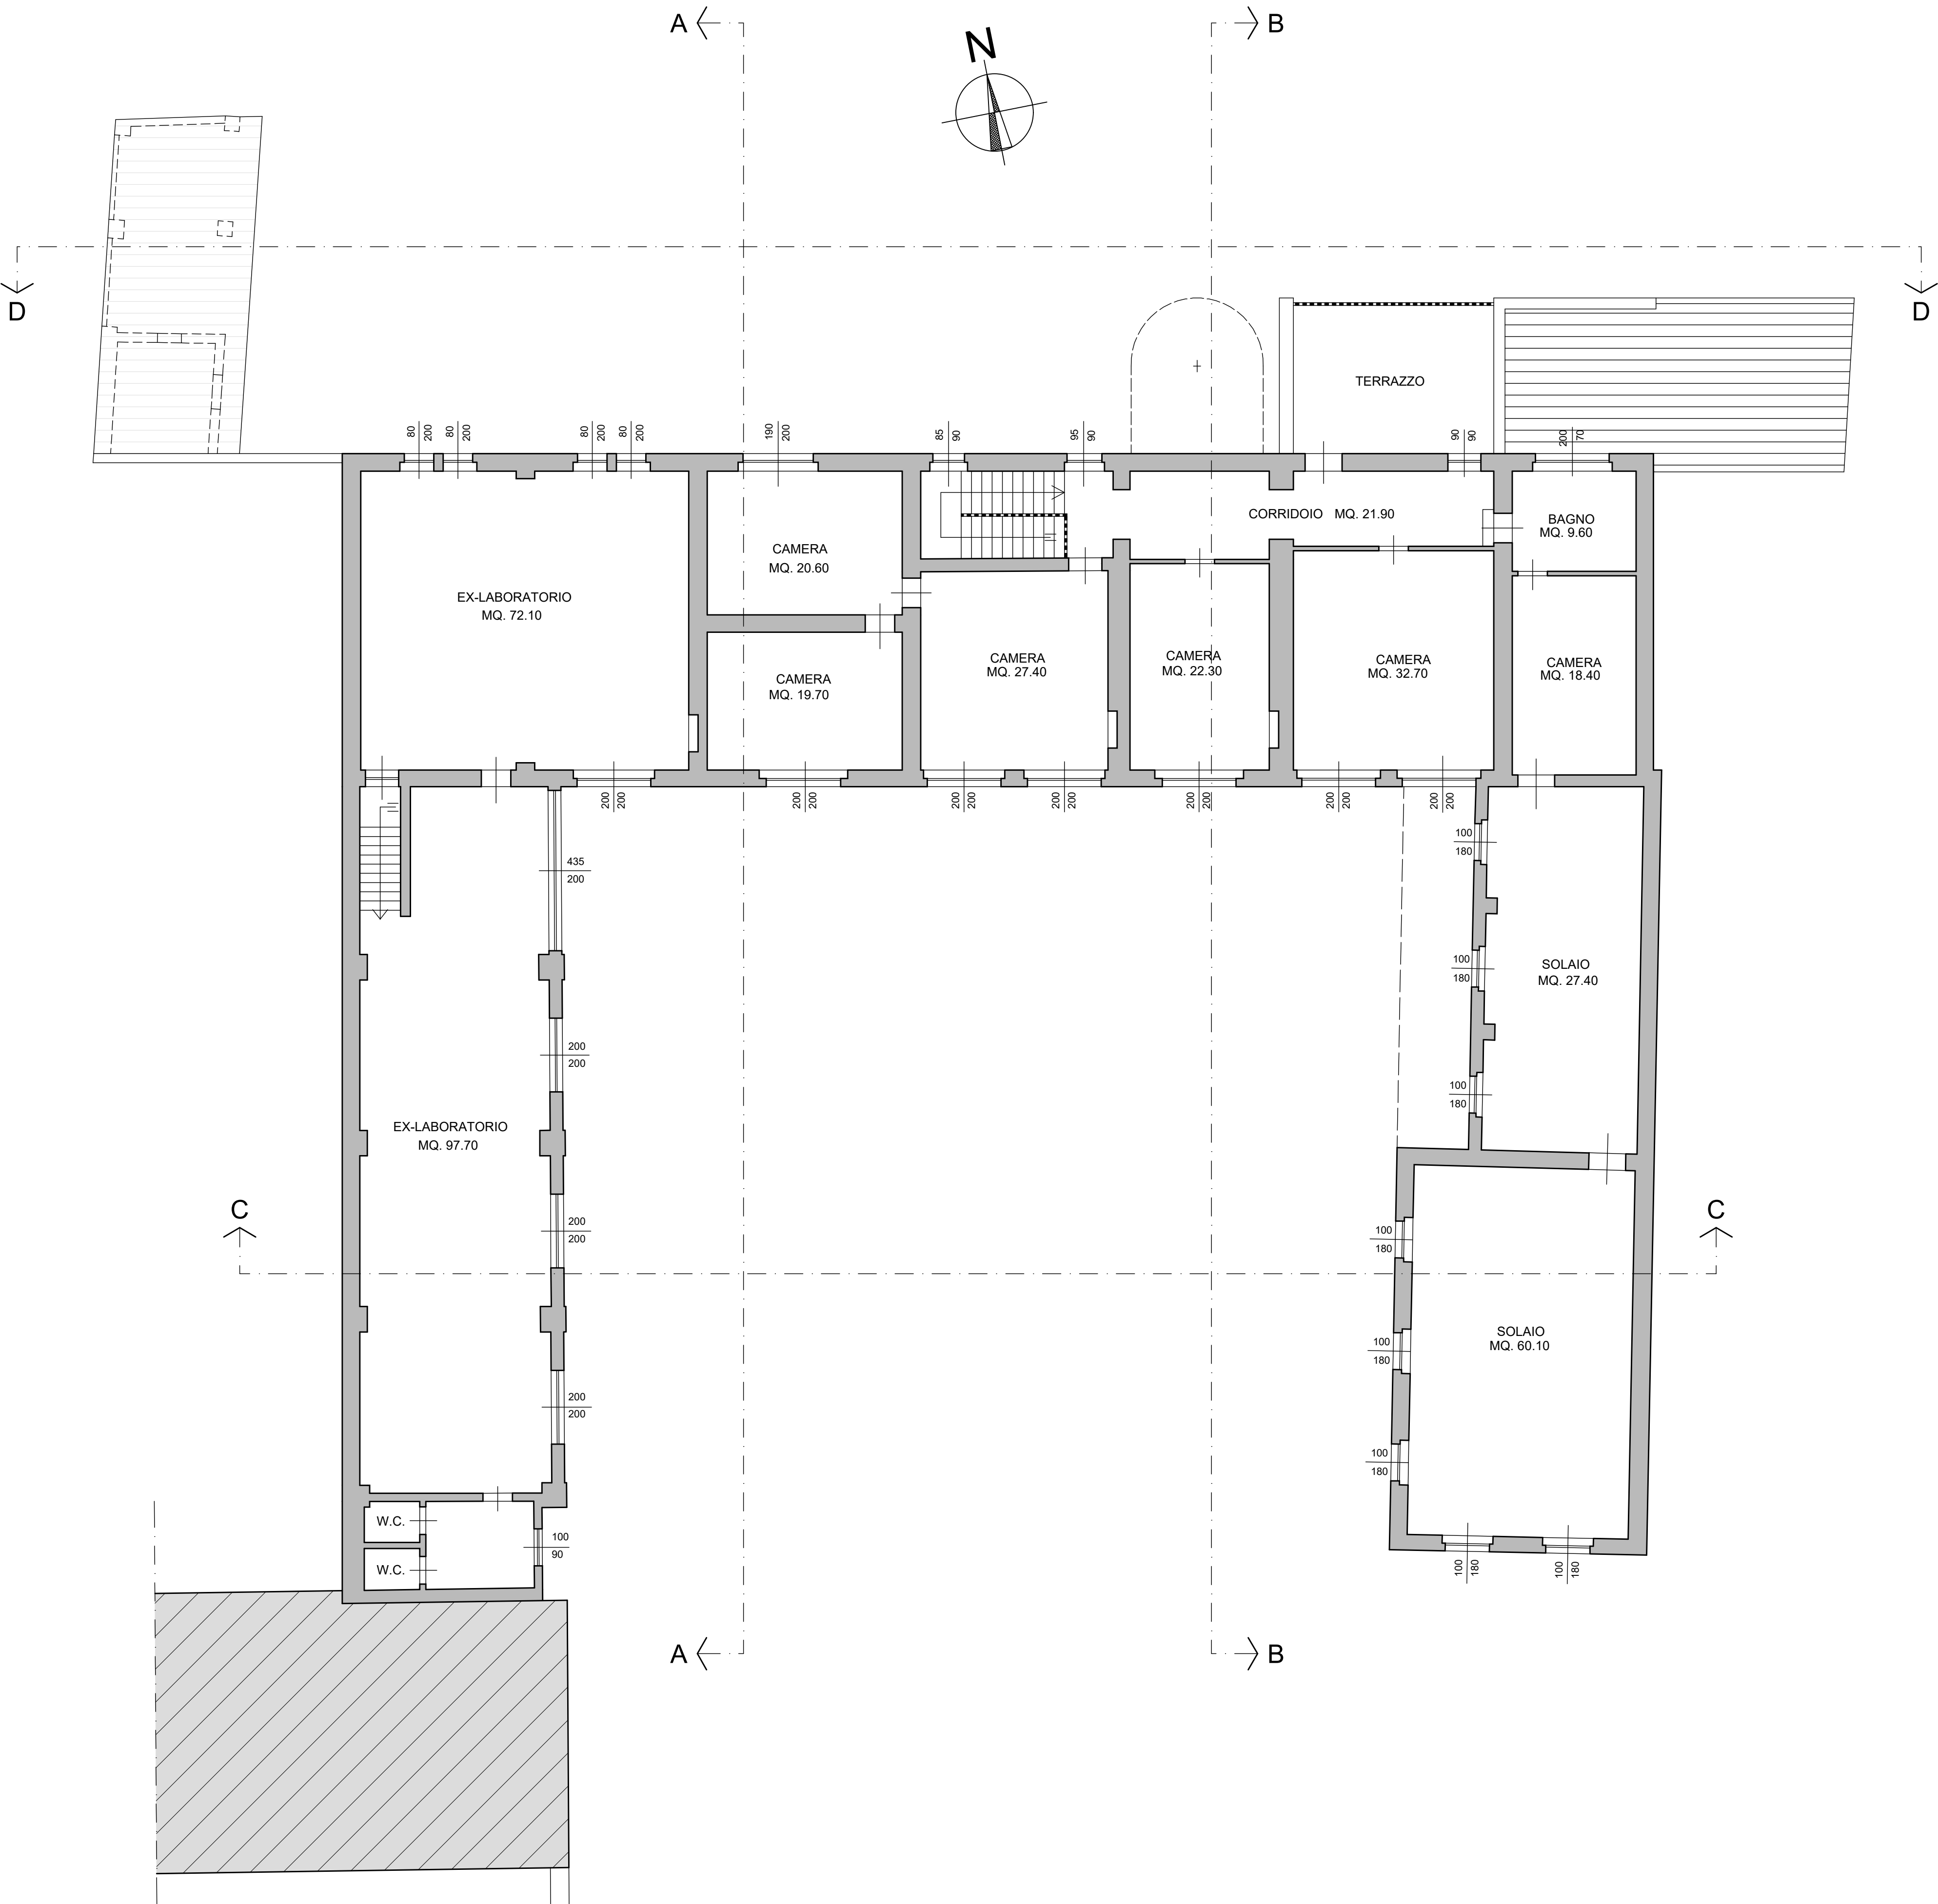 A
B
N
D
D
TERRAZZO
80
200
80
200
80
200
80
200
190
200
85
90
95
90
90
90
200
70
CORRIDOIO MQ. 21.90
BAGNO
MQ. 9.60
CAMERA
MQ. 20.60
EX-LABORATORIO
MQ. 72.10
CAMERA
MQ. 19.70
CAMERA
MQ. 27.40
CAMERA
MQ. 22.30
CAMERA
MQ. 32.70
CAMERA
MQ. 18.40
200
200
200
200
200
200
200
200
200
200
200
200
200
200
435
200
100
180
SOLAIO
MQ. 27.40
100
180
200
200
100
180
EX-LABORATORIO
MQ. 97.70
C
C
200
200
100
180
SOLAIO
MQ. 60.10
100
180
200
200
100
180
W.C.
100
90
W.C.
100
180
100
180
A
B